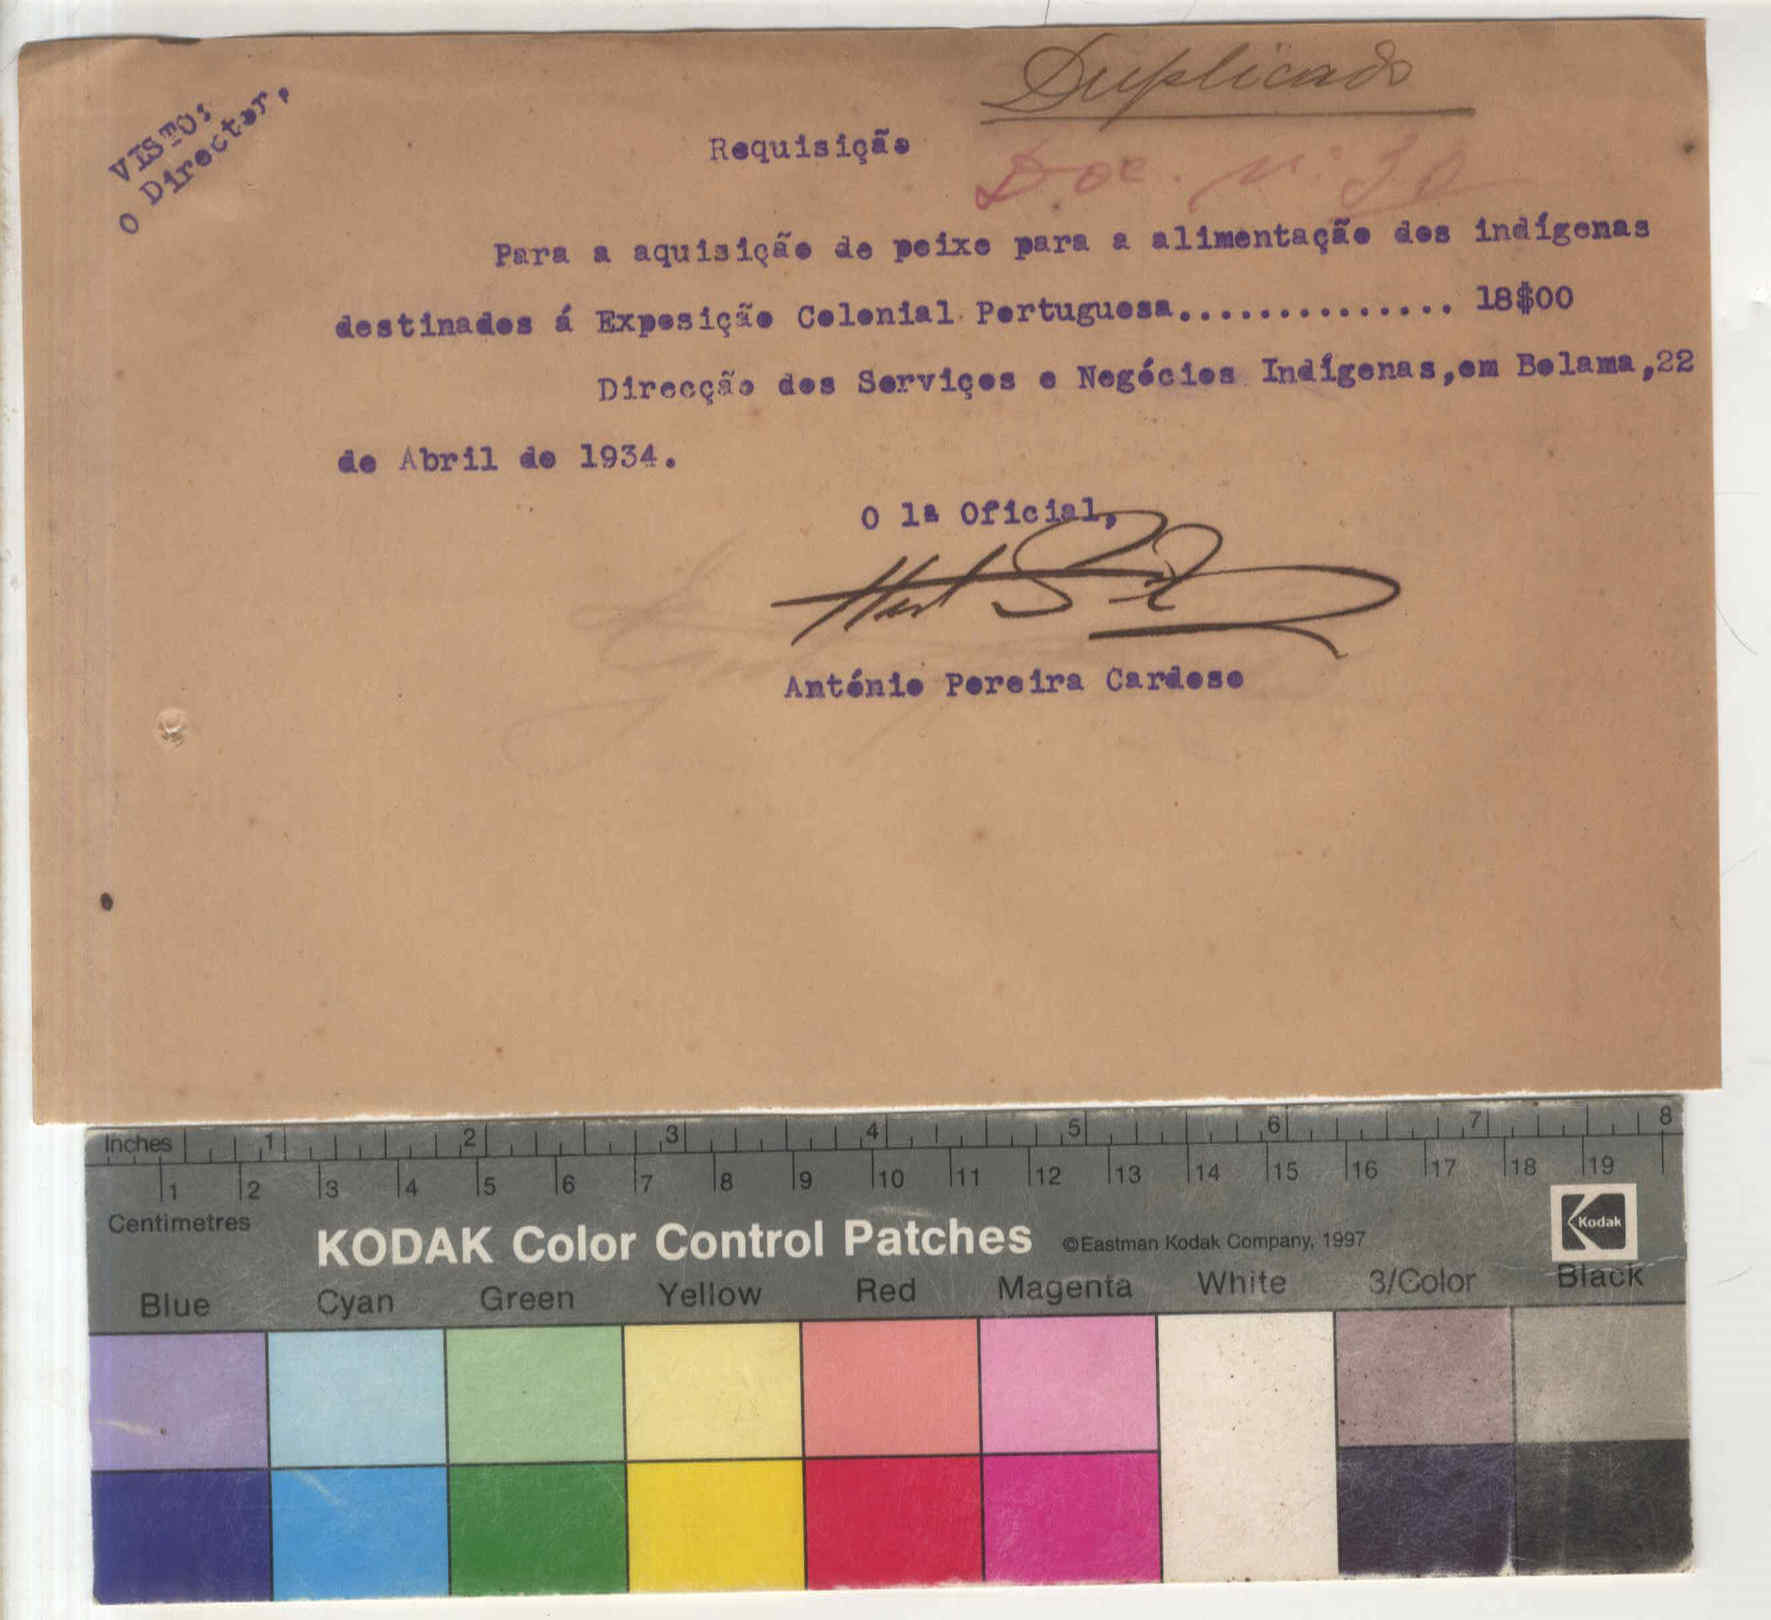 Duplicado
VISTO:
O Director,
Requisição
Doc. nº 30
Para a aquisição de peixe para a alimentação dos indígenas
destinados á Exposição Colonial Portuguesa.............. 18$00
Direcção dos Serviços e Negócios Indígenas,em Bolama,22
de Abril de 1934.
O 1º Oficial,
António Pereira Cardoso
Inches 1 2 3 4 5 6 7 8
1 2 3 4 5 6 7 8 9 10 11 12 13 14 15 16 17 18 19
Centimetres
KODAK Color Control Patches ©Eastman Kodak Company, 1997 Kodak
Blue Cyan Green Yellow Red Magenta White 3/Color Black